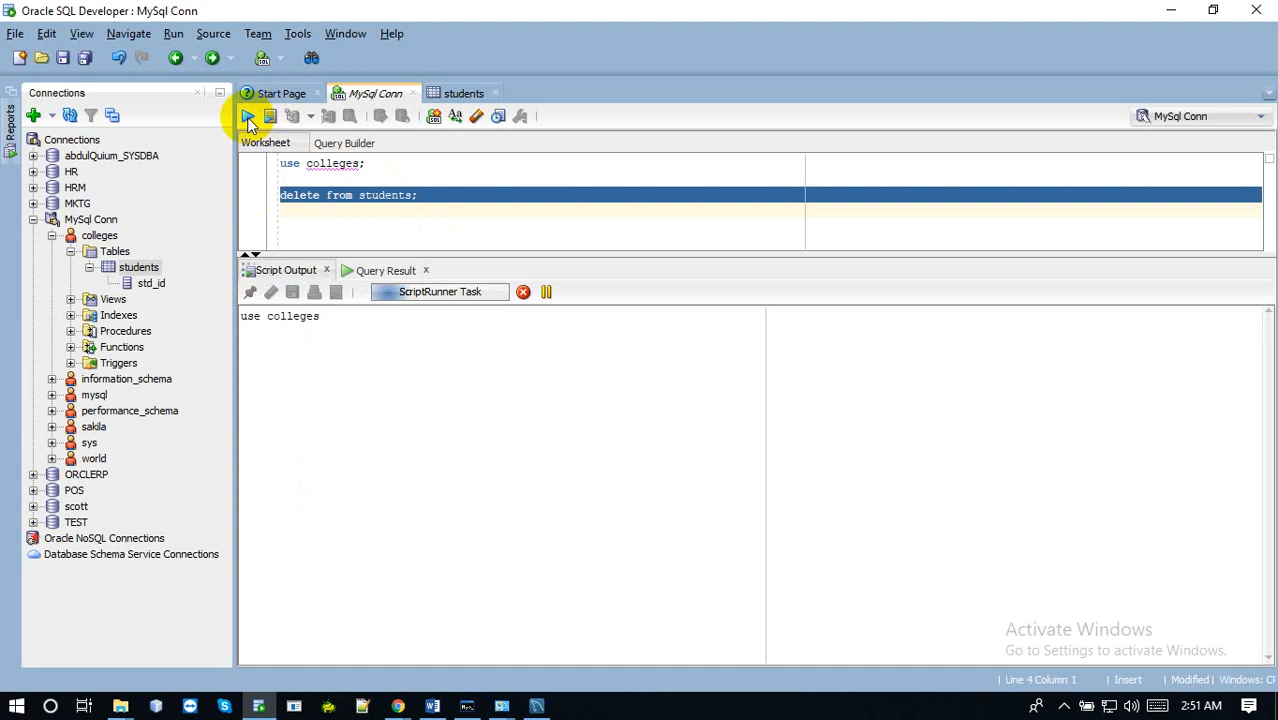 Oracle SQL Developer : MySql Conn
File Edit View Navigate Run Source Team Tools Window Help
Connections
Start Page
MySql Conn
students
Reports
MySql Conn
Worksheet
Query Builder
Connections
abdulQuium_SYSDBA
HR
HRM
MKTG
MySql Conn
colleges
Tables
students
std_id
Views
Indexes
Procedures
Functions
Triggers
information_schema
mysql
performance_schema
sakila
sys
world
ORCLERP
POS
scott
TEST
Oracle NoSQL Connections
Database Schema Service Connections
use colleges;
delete from students;
Script Output
Query Result
ScriptRunner Task
use colleges
Activate Windows
Go to Settings to activate Windows.
Line 4 Column 1
Insert
Modified
Windows: CF
2:51 AM